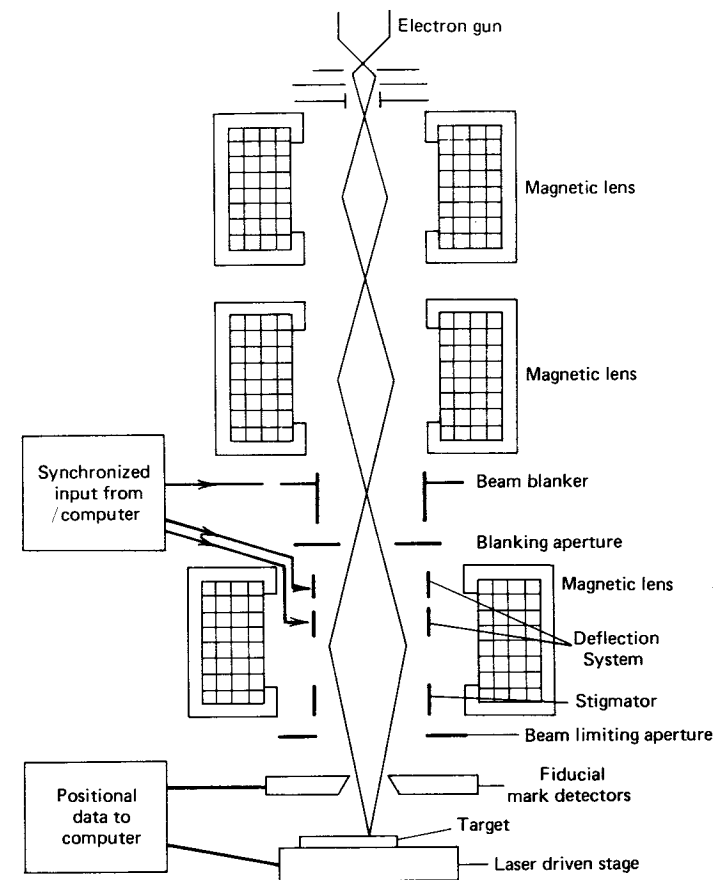 Electron gun
Magnetic lens
Magnetic lens
Synchronized
input from
computer
Beam blanker
Blanking aperture
Magnetic lens
Deflection
System
Stigmator
Beam limiting aperture
Positional
data to
computer
Fiducial
mark detectors
Target
Laser driven stage